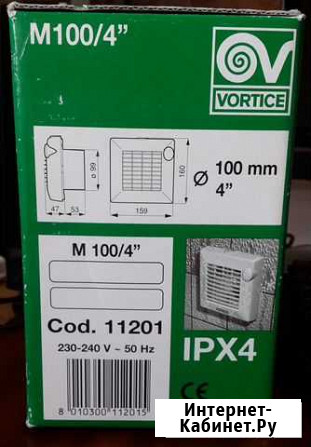 M100/4"
VORTICE
ø 99
160
ø 100 mm
4"
47 53
159
M 100/4"
Cod. 11201
230-240 V ~ 50 Hz
IPX4
CE
8 010300 112015
Интернет-
Кабинет.Ру